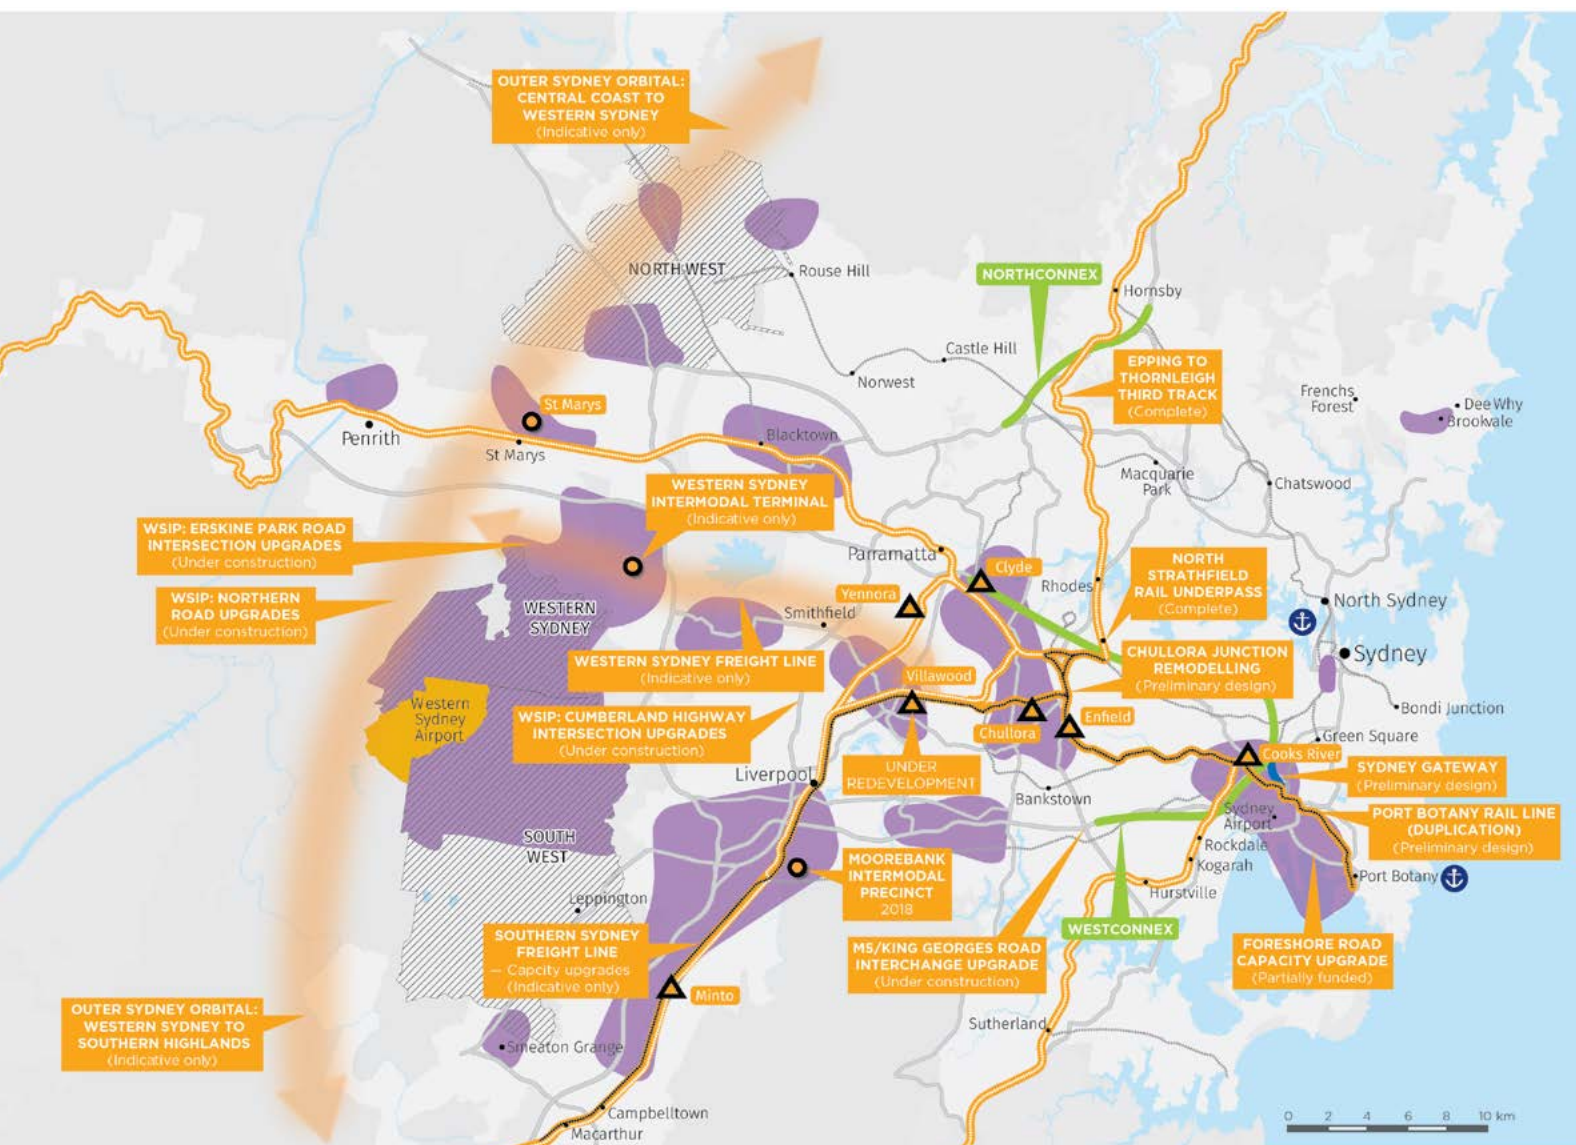 OUTER SYDNEY ORBITAL:
CENTRAL COAST TO
WESTERN SYDNEY
(Indicative only)
NORTH WEST
Rouse Hill
NORTHCONNEX
Hornsby
Castle Hill
Norwest
EPPING TO
THORNLEIGH
THIRD TRACK
(Complete)
Frenchs
Forest
Dee Why
Brookvale
St Marys
Penrith
St Marys
Blacktown
Macquarie
Park
Chatswood
WESTERN SYDNEY
INTERMODAL TERMINAL
(Indicative only)
WSIP: ERSKINE PARK ROAD
INTERSECTION UPGRADES
(Under construction)
Parramatta
Clyde
Rhodes
NORTH
STRATHFIELD
RAIL UNDERPASS
(Complete)
WSIP: NORTHERN
ROAD UPGRADES
(Under construction)
WESTERN
SYDNEY
Yennora
Smithfield
North Sydney
Sydney
WESTERN SYDNEY FREIGHT LINE
(Indicative only)
Villawood
CHULLORA JUNCTION
REMODELLING
(Preliminary design)
Western
Sydney
Airport
WSIP: CUMBERLAND HIGHWAY
INTERSECTION UPGRADES
(Under construction)
Bondi Junction
Chullora
Enfield
Green Square
Cooks River
UNDER
REDEVELOPMENT
Liverpool
Bankstown
SYDNEY GATEWAY
(Preliminary design)
Sydney
Airport
PORT BOTANY RAIL LINE
(DUPLICATION)
(Preliminary design)
SOUTH
WEST
Rockdale
Kogarah
MOOREBANK
INTERMODAL
PRECINCT
2018
Port Botany
Hurstville
Leppington
WESTCONNEX
SOUTHERN SYDNEY
FREIGHT LINE
— Capcity upgrades
(Indicative only)
M5/KING GEORGES ROAD
INTERCHANGE UPGRADE
(Under construction)
FORESHORE ROAD
CAPACITY UPGRADE
(Partially funded)
Minto
OUTER SYDNEY ORBITAL:
WESTERN SYDNEY TO
SOUTHERN HIGHLANDS
(Indicative only)
Sutherland
Smeaton Grange
Campbelltown
Macarthur
0 2 4 6 8 10 km